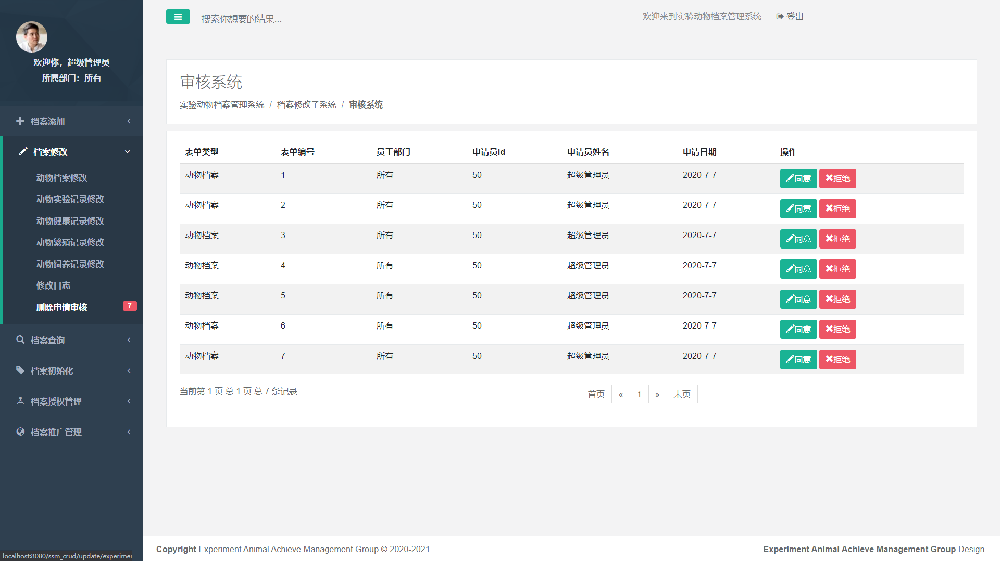 搜索你想要的结果...
欢迎来到实验动物档案管理系统
登出
欢迎你，超级管理员
所属部门：所有
档案添加
档案修改
动物档案修改
动物实验记录修改
动物健康记录修改
动物繁殖记录修改
动物饲养记录修改
修改日志
删除申请审核 7
档案查询
档案初始化
档案授权管理
档案推广管理
审核系统
实验动物档案管理系统 / 档案修改子系统 / 审核系统
表单类型 表单编号 员工部门 申请员id 申请员姓名 申请日期 操作
动物档案 1 所有 50 超级管理员 2020-7-7 同意 拒绝
动物档案 2 所有 50 超级管理员 2020-7-7 同意 拒绝
动物档案 3 所有 50 超级管理员 2020-7-7 同意 拒绝
动物档案 4 所有 50 超级管理员 2020-7-7 同意 拒绝
动物档案 5 所有 50 超级管理员 2020-7-7 同意 拒绝
动物档案 6 所有 50 超级管理员 2020-7-7 同意 拒绝
动物档案 7 所有 50 超级管理员 2020-7-7 同意 拒绝
当前第 1 页 总 1 页 总 7 条记录
首页 « 1 » 末页
Copyright Experiment Animal Achieve Management Group © 2020-2021
Experiment Animal Achieve Management Group Design.
localhost:8080/ssm_crud/update/experimer